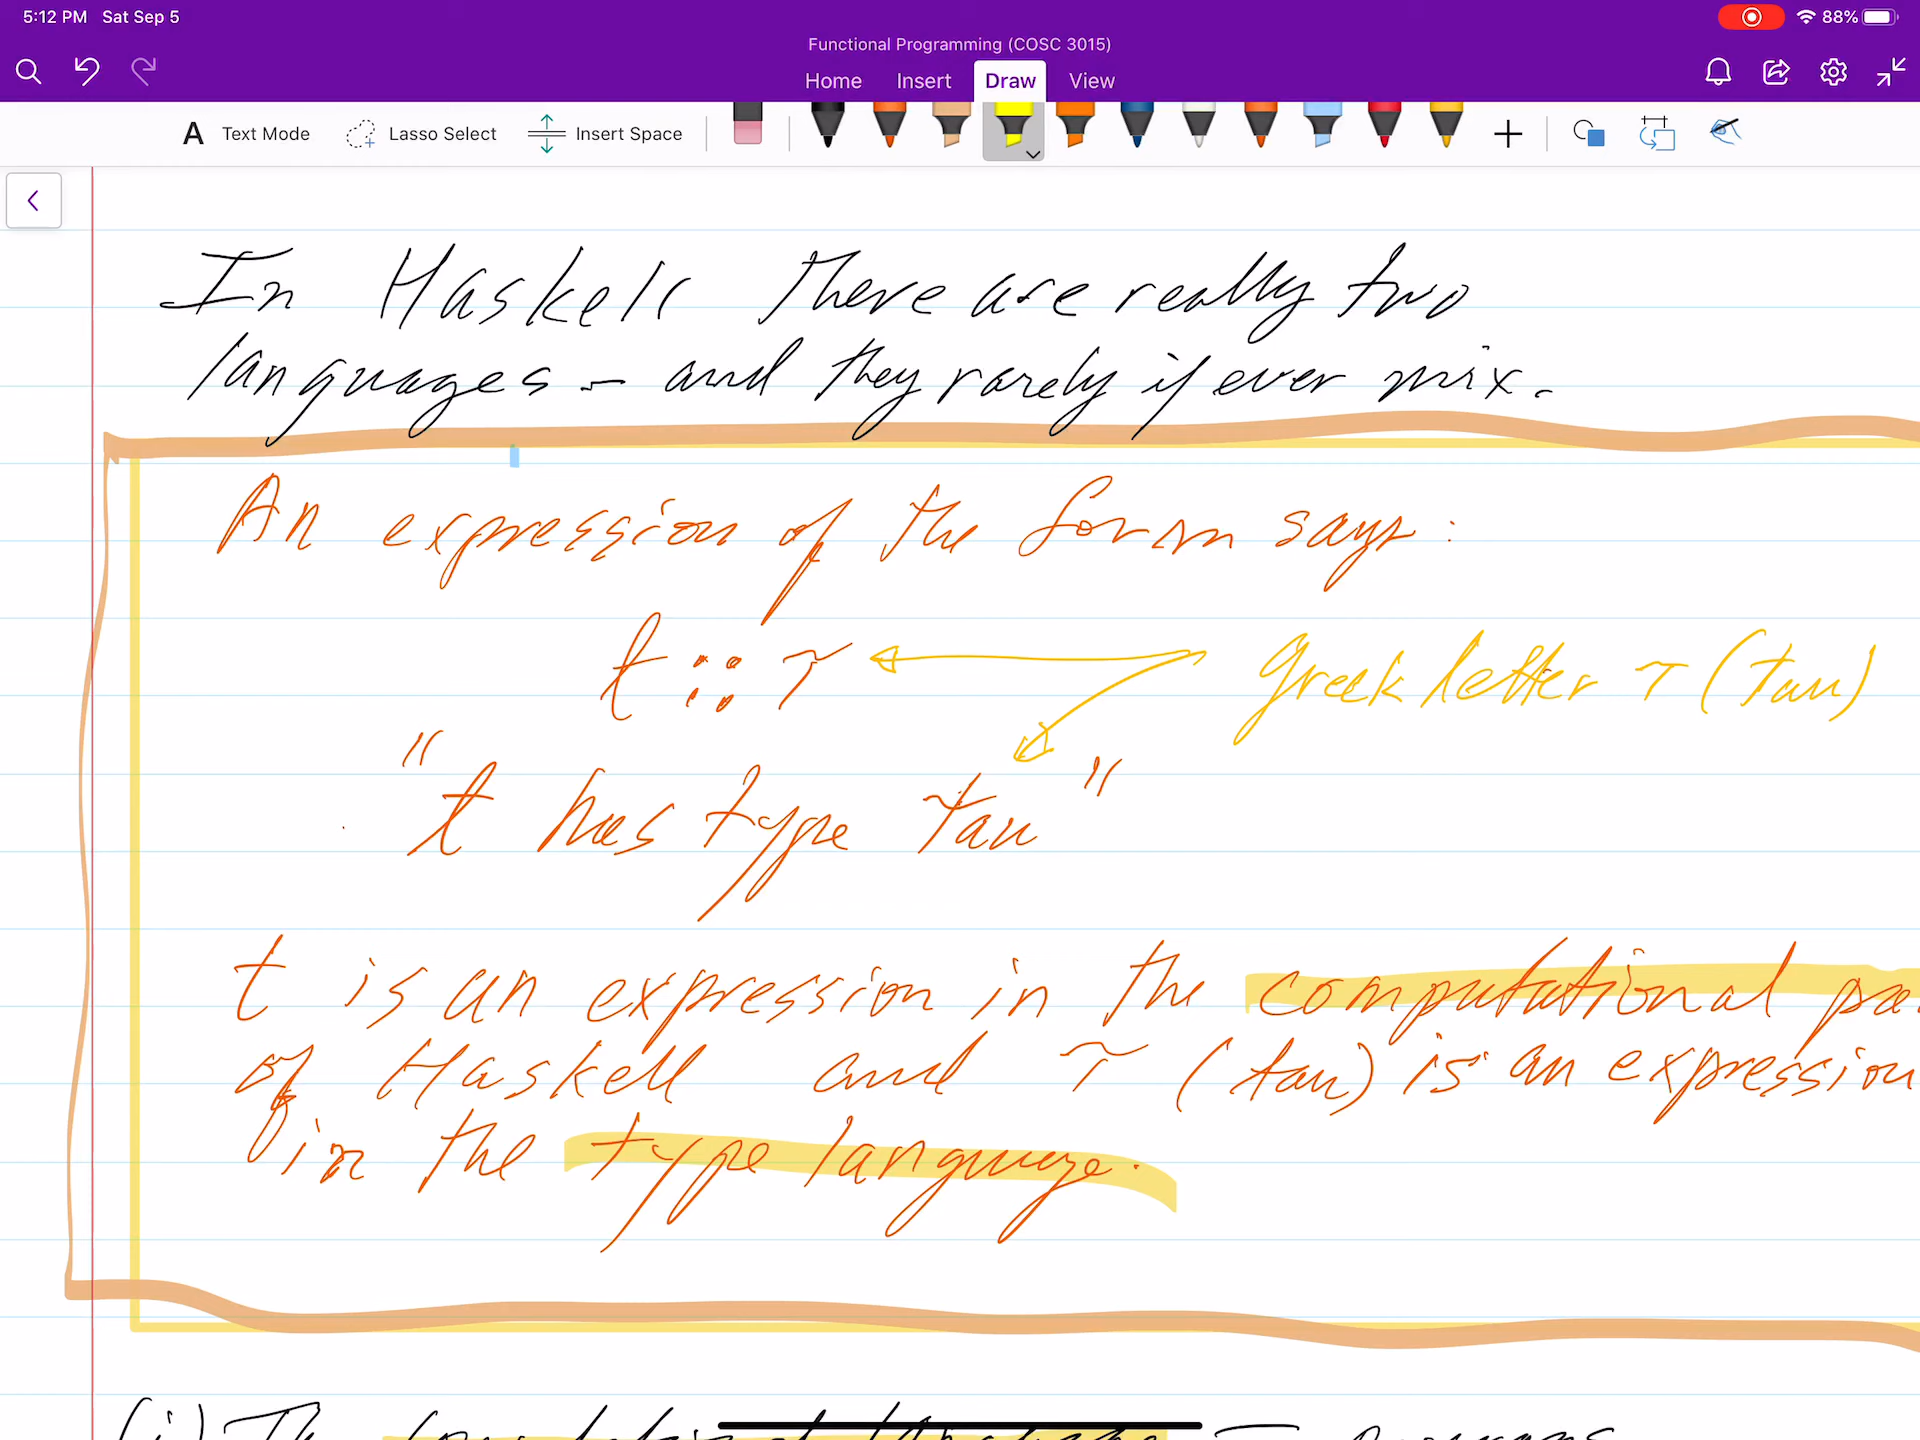 5:12 PM Sat Sep 5
88%
Functional Programming (COSC 3015)
Home Insert Draw View
A Text Mode Lasso Select Insert Space
In Haskell there are really two
languages - and they rarely if ever mix.
An expression of the form says:
t :: τ Greek letter τ (tau)
"t has type tau"
t is an expression in the computational pa
of Haskell and τ (tau) is an expression
in the type language.
(i) The